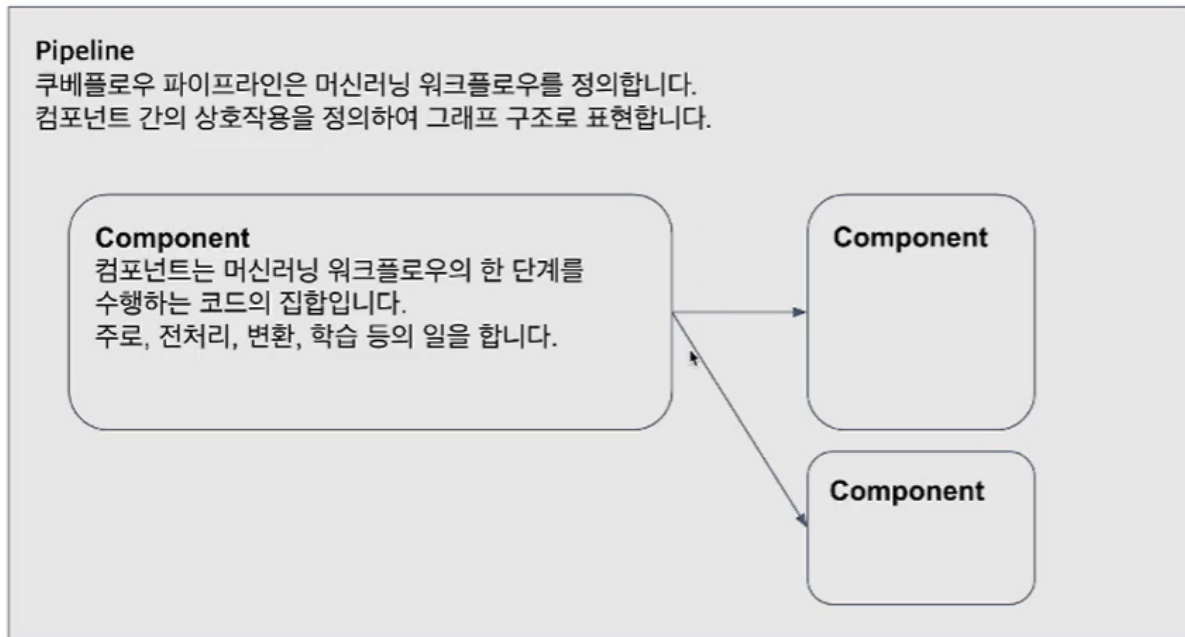 Pipeline
쿠베플로우 파이프라인은 머신러닝 워크플로우를 정의합니다.
컴포넌트 간의 상호작용을 정의하여 그래프 구조로 표현합니다.
Component
컴포넌트는 머신러닝 워크플로우의 한 단계를
수행하는 코드의 집합입니다.
주로, 전처리, 변환, 학습 등의 일을 합니다.
Component
Component